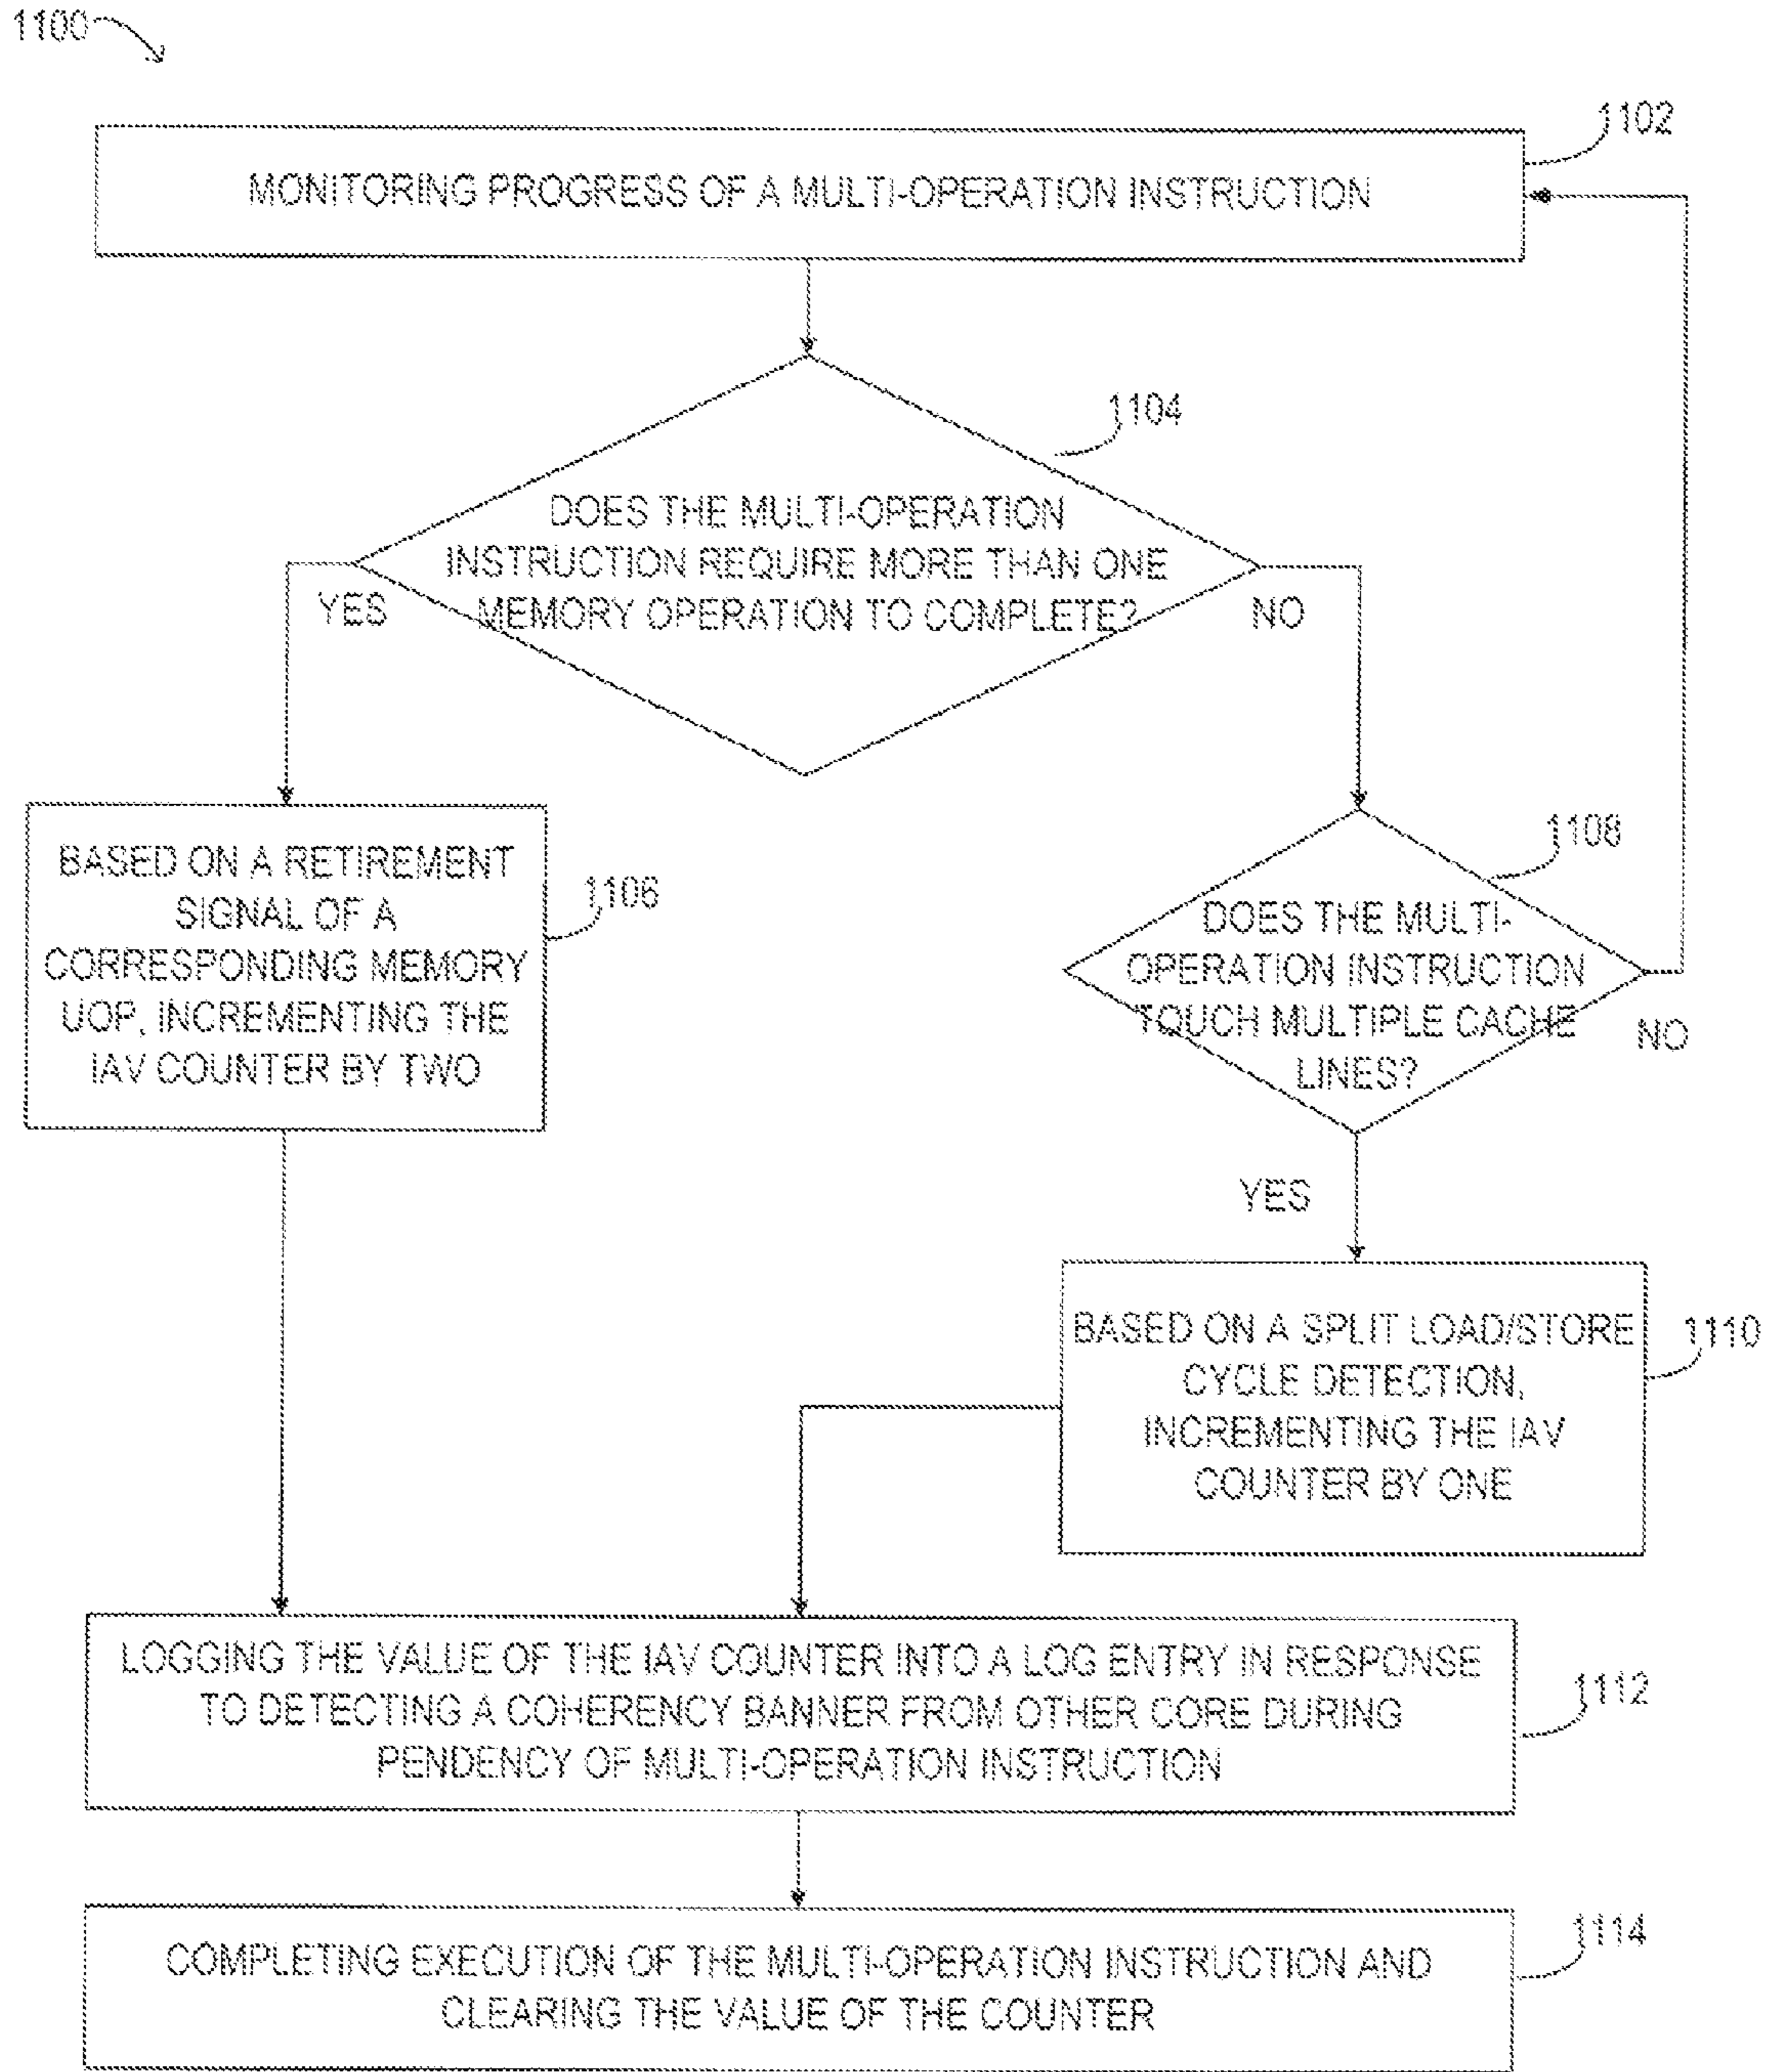 1100
1102
MONITORING PROGRESS OF A MULTI-OPERATION INSTRUCTION
1104
DOES THE MULTI-OPERATION
INSTRUCTION REQUIRE MORE THAN ONE
MEMORY OPERATION TO COMPLETE?
YES
NO
BASED ON A RETIREMENT
SIGNAL OF A
CORRESPONDING MEMORY
UOP, INCREMENTING THE
IAV COUNTER BY TWO
1106
1108
DOES THE MULTI-
OPERATION INSTRUCTION
TOUCH MULTIPLE CACHE
LINES?
NO
YES
BASED ON A SPLIT LOAD/STORE
CYCLE DETECTION,
INCREMENTING THE IAV
COUNTER BY ONE
1110
LOGGING THE VALUE OF THE IAV COUNTER INTO A LOG ENTRY IN RESPONSE
TO DETECTING A COHERENCY BANNER FROM OTHER CORE DURING
PENDENCY OF MULTI-OPERATION INSTRUCTION
1112
COMPLETING EXECUTION OF THE MULTI-OPERATION INSTRUCTION AND
CLEARING THE VALUE OF THE COUNTER
1114